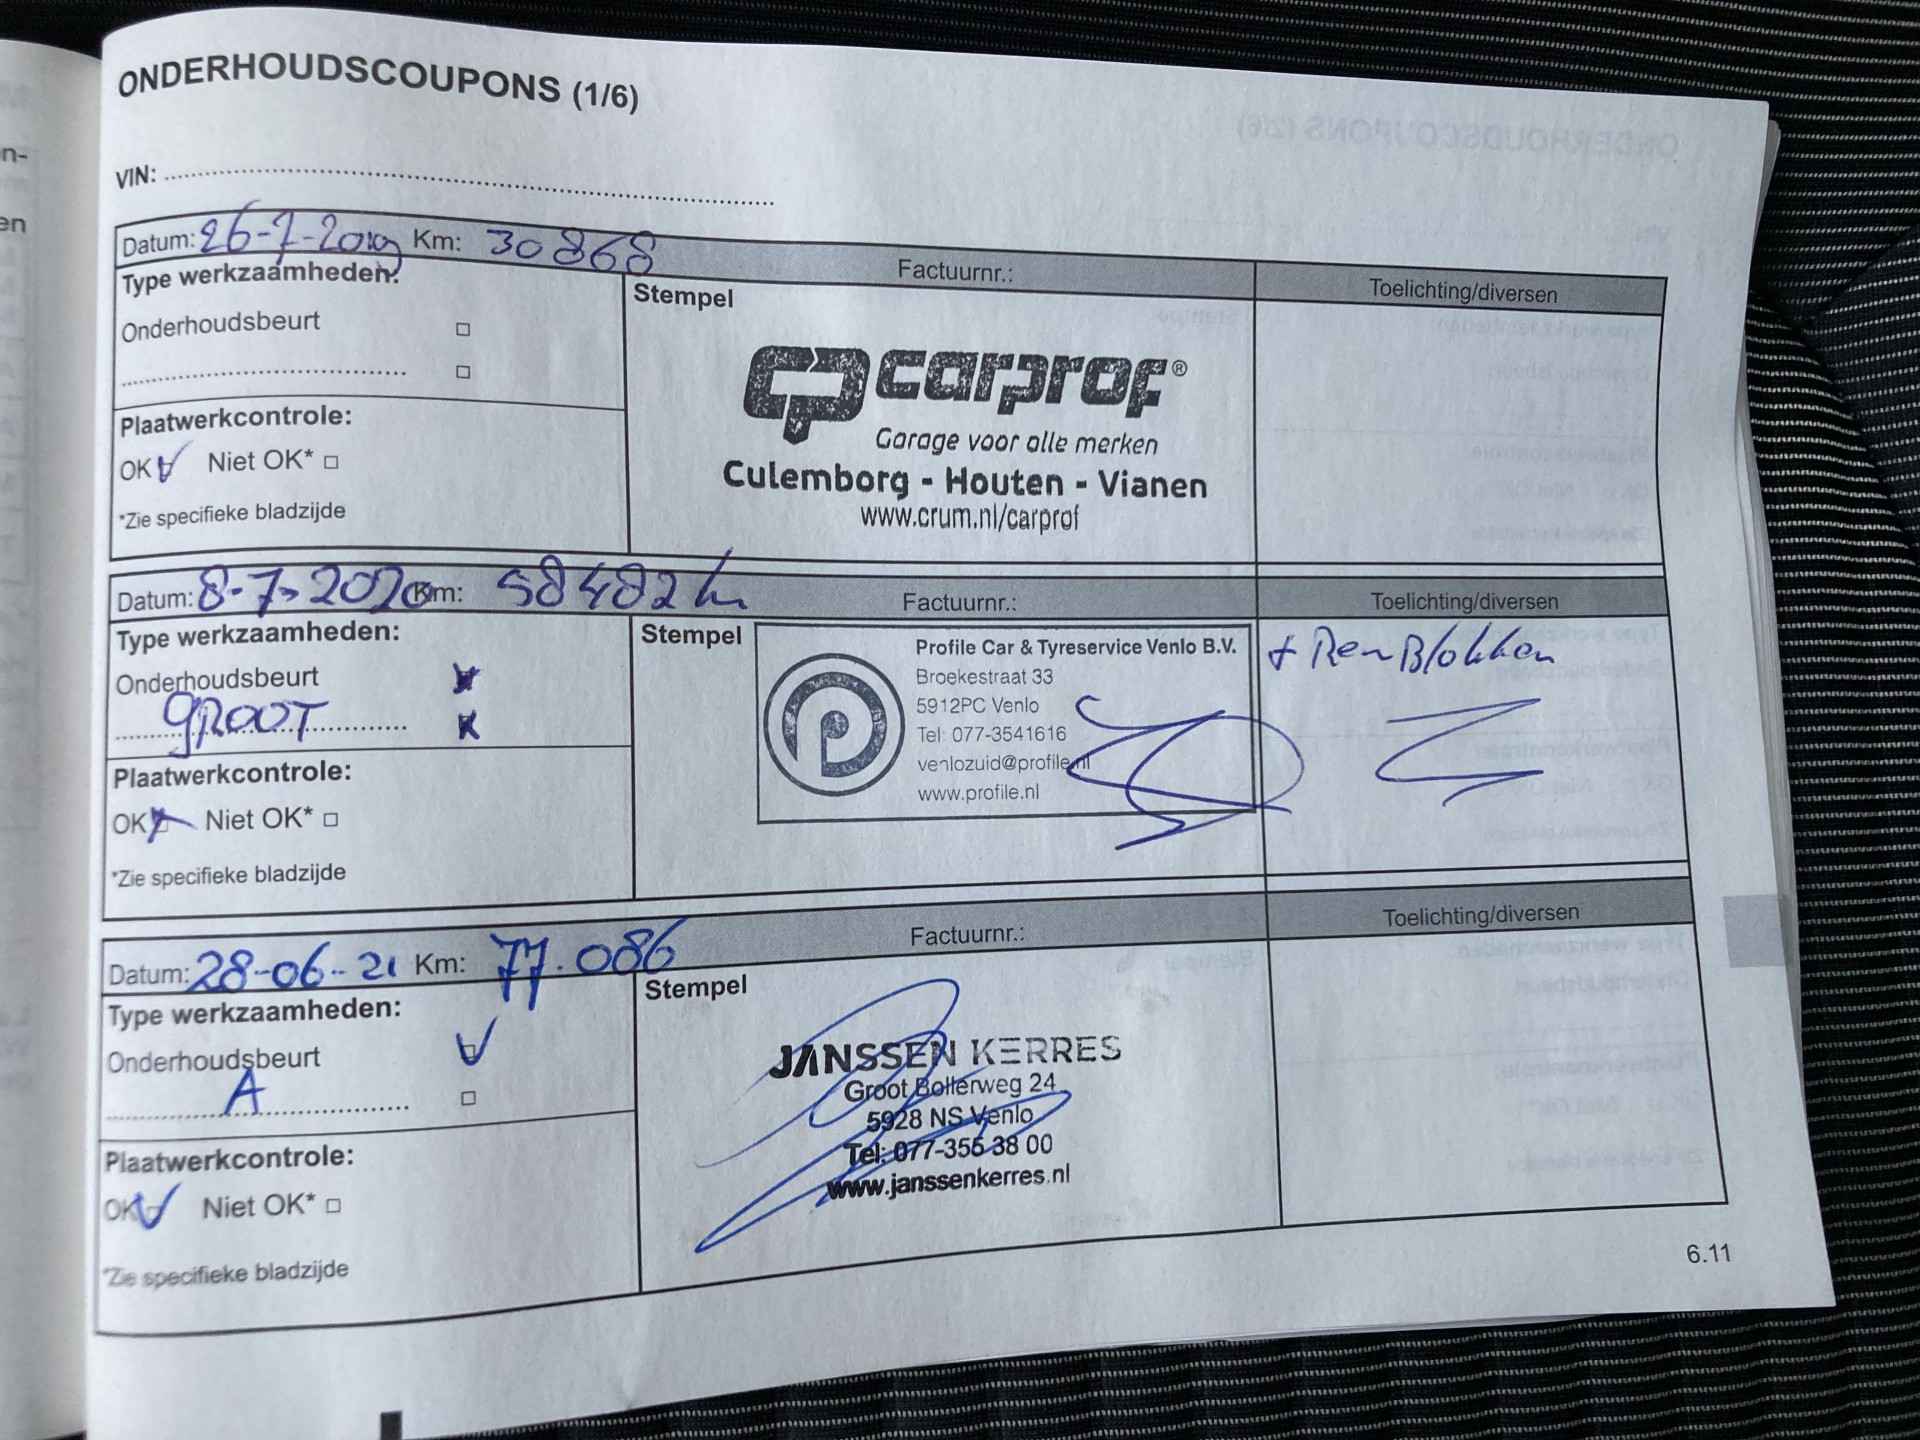 ONDERHOUDSCOUPONS (1/6)
VIN:
Datum: 26-7-2019 Km: 30868 Factuurnr.: Toelichting/diversen
Type werkzaamheden:
Onderhoudsbeurt
Plaatwerkcontrole:
OK Niet OK*
*Zie specifieke bladzijde
Stempel
carprof®
Garage voor alle merken
Culemborg - Houten - Vianen
www.crum.nl/carprof
Datum: 8-7-2020 Km: 58482 km Factuurnr.: Toelichting/diversen
Type werkzaamheden:
Onderhoudsbeurt
GROOT
Plaatwerkcontrole:
OK Niet OK*
*Zie specifieke bladzijde
Stempel
Profile Car & Tyreservice Venlo B.V.
Broekestraat 33
5912PC Venlo
Tel: 077-3541616
venlozuid@profile.nl
www.profile.nl
+ RemBlokken
Datum: 28-06-21 Km: 77.086 Factuurnr.: Toelichting/diversen
Type werkzaamheden:
Onderhoudsbeurt
A
Plaatwerkcontrole:
OK Niet OK*
*Zie specifieke bladzijde
Stempel
JANSSEN KERRES
Groot Bollerweg 24
5928 NS Venlo
Tel: 077-355 38 00
www.janssenkerres.nl
6.11